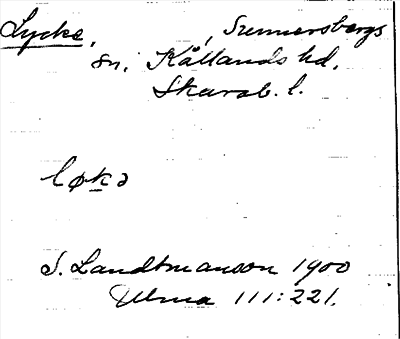 Lycke, , Sunnersbergs
sn, Kållands hd,
Skarab. l.
løkə
S. Landtmanson 1900
Ulma 111:221.